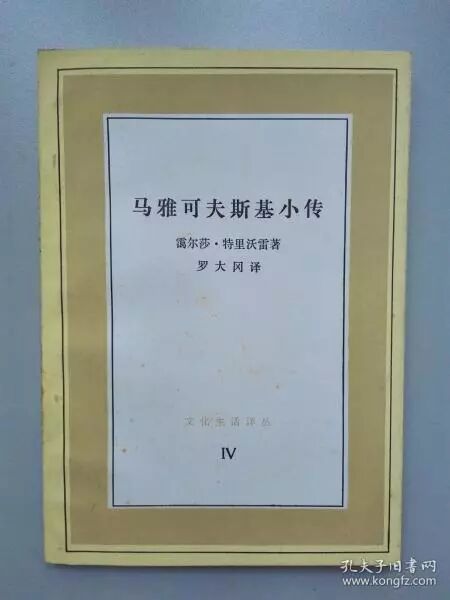 马雅可夫斯基小传
霭尔莎·特里沃雷著
罗大冈译
文化生活译丛
Ⅳ
孔夫子旧书网
www.kongfz.com